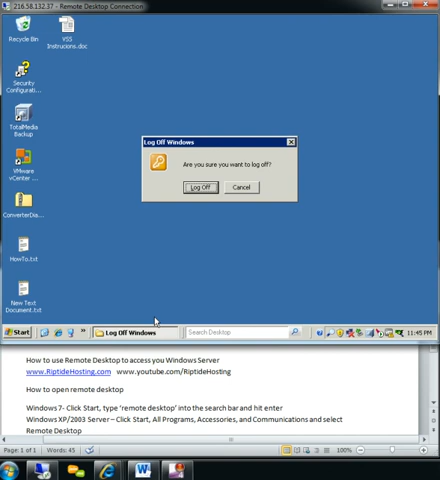 216.58.132.37 - Remote Desktop Connection
Recycle Bin
VSS Instrucions.doc
Security
Configurati...
TotalMedia
Backup
VMware
vCenter ...
ConverterDia...
HowTo.txt
New Text
Document.txt
Log Off Windows
Are you sure you want to log off?
Log Off
Cancel
Start
»
Log Off Windows
Search Desktop
11:45 PM
How to use Remote Desktop to access you Windows Server
www.RiptideHosting.com www.youtube.com/RiptideHosting
How to open remote desktop
Windows 7- Click Start, type ‘remote desktop’ into the search bar and hit enter
Windows XP/2003 Server – Click Start, All Programs, Accessories, and Communications and select
Remote Desktop
Page: 1 of 1
Words: 45
100%